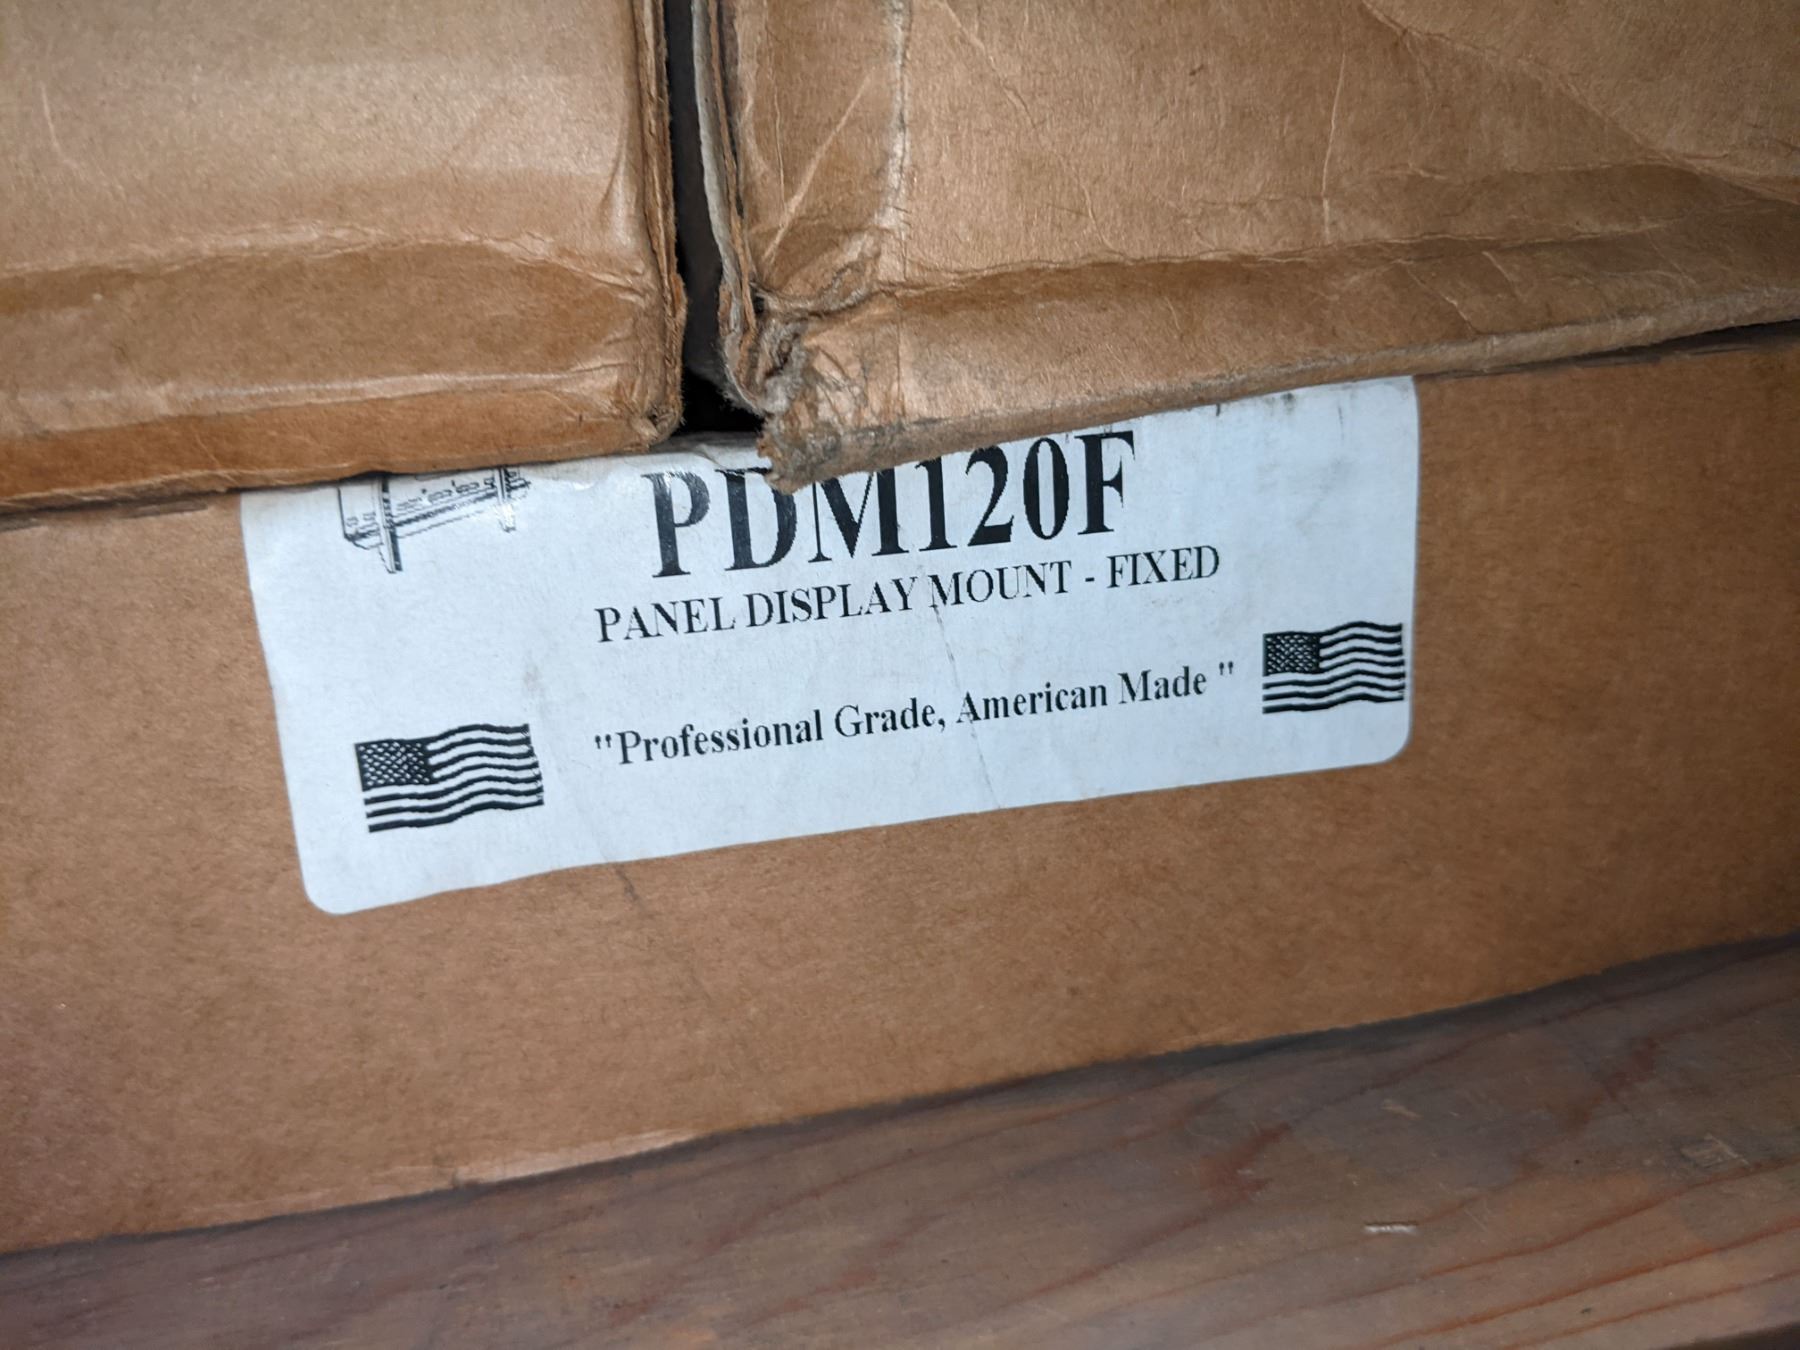 PDM120F
PANEL DISPLAY MOUNT - FIXED
"Professional Grade, American Made "